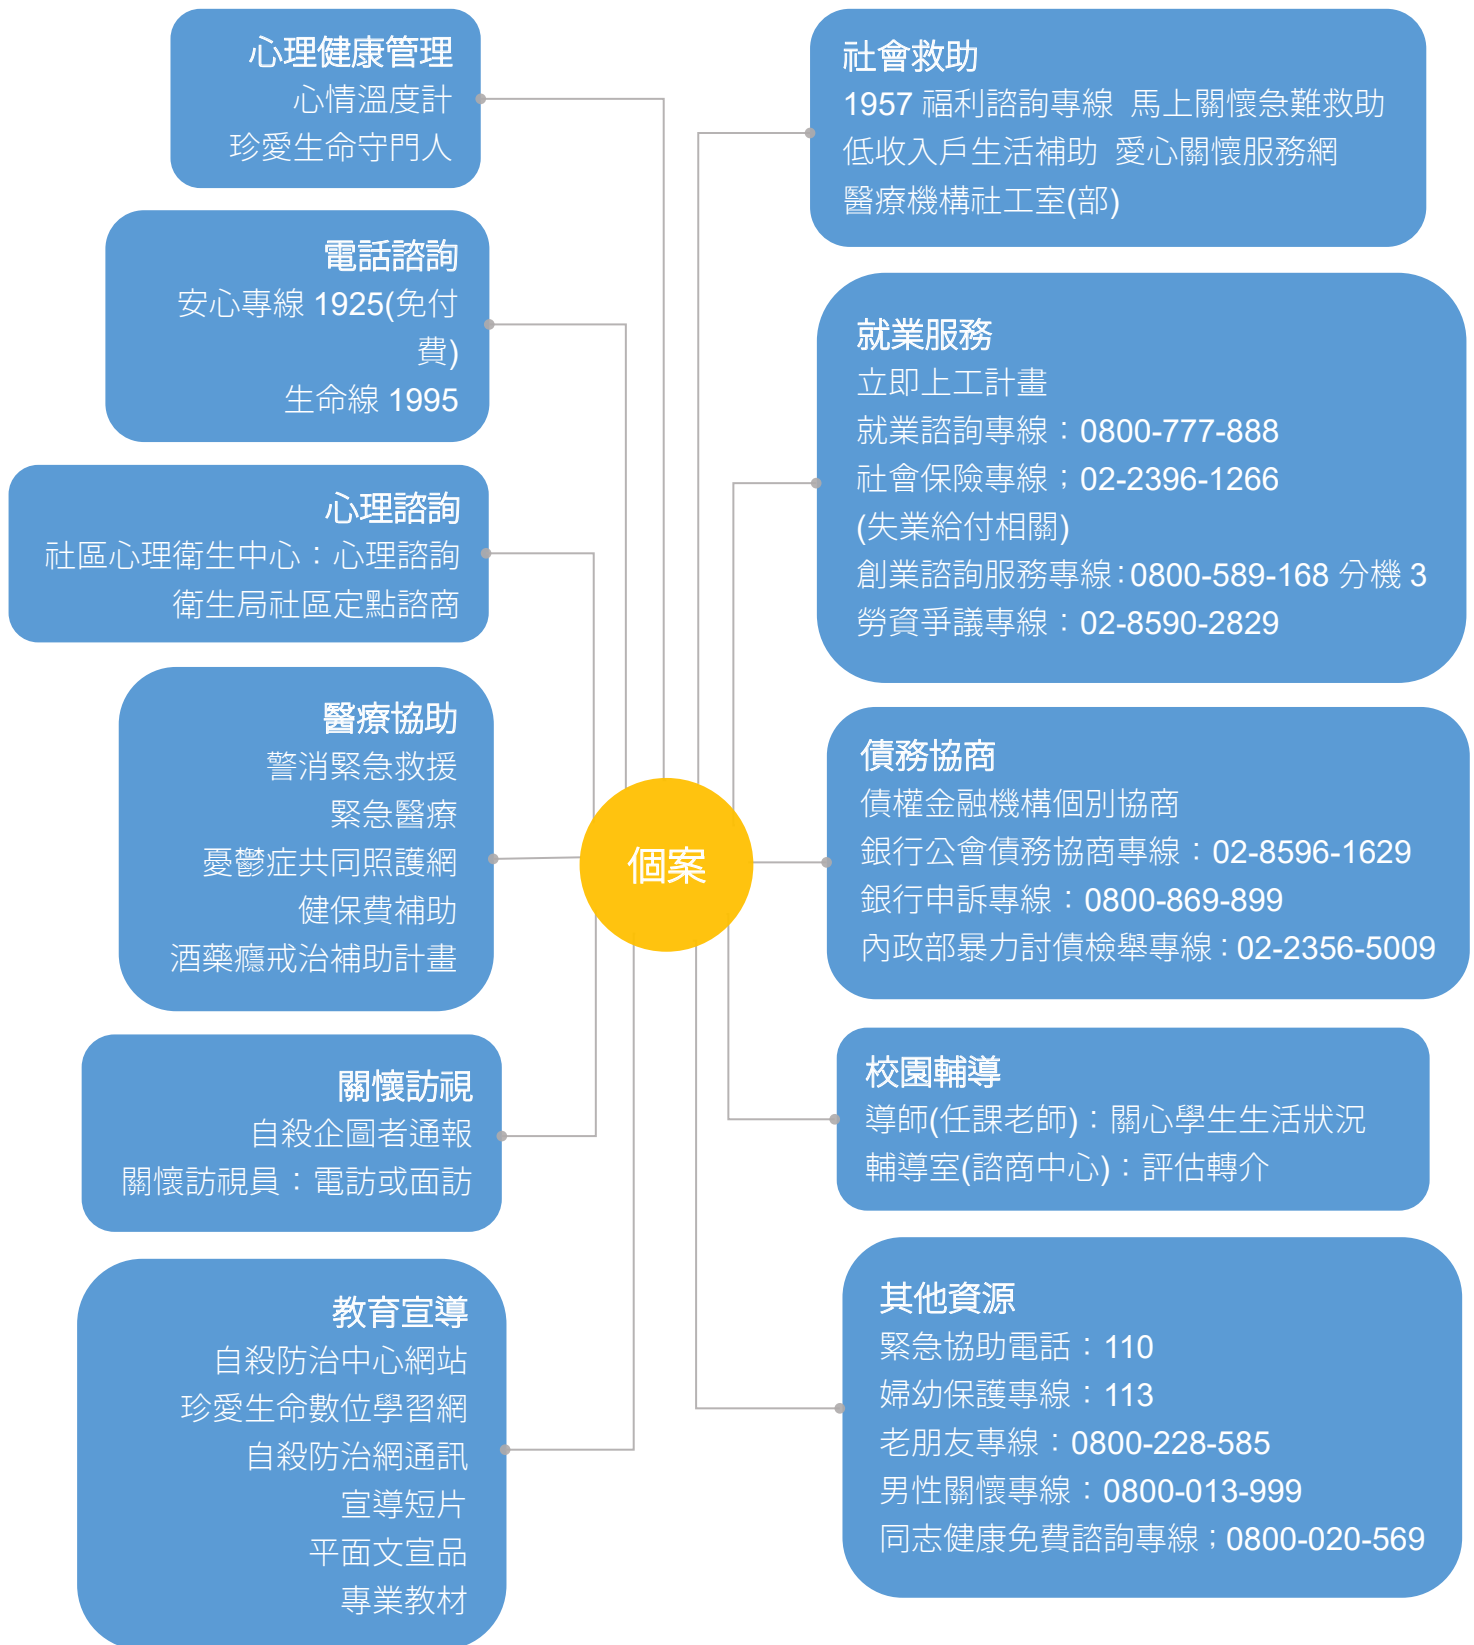 心理健康管理
心情溫度計
珍愛生命守門人
電話諮詢
安心專線 1925(免付
費)
生命線 1995
心理諮詢
社區心理衛生中心：心理諮詢
衛生局社區定點諮商
醫療協助
警消緊急救援
緊急醫療
憂鬱症共同照護網
健保費補助
酒藥癮戒治補助計畫
關懷訪視
自殺企圖者通報
關懷訪視員：電訪或面訪
教育宣導
自殺防治中心網站
珍愛生命數位學習網
自殺防治網通訊
宣導短片
平面文宣品
專業教材
個案
社會救助
1957 福利諮詢專線 馬上關懷急難救助
低收入戶生活補助 愛心關懷服務網
醫療機構社工室(部)
就業服務
立即上工計畫
就業諮詢專線：0800-777-888
社會保險專線；02-2396-1266
(失業給付相關)
創業諮詢服務專線：0800-589-168 分機 3
勞資爭議專線：02-8590-2829
債務協商
債權金融機構個別協商
銀行公會債務協商專線：02-8596-1629
銀行申訴專線：0800-869-899
內政部暴力討債檢舉專線：02-2356-5009
校園輔導
導師(任課老師)：關心學生生活狀況
輔導室(諮商中心)：評估轉介
其他資源
緊急協助電話：110
婦幼保護專線：113
老朋友專線：0800-228-585
男性關懷專線：0800-013-999
同志健康免費諮詢專線；0800-020-569